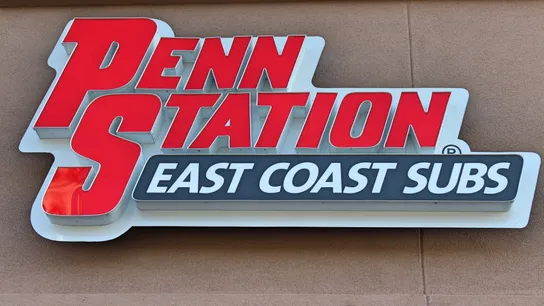 PENN
STATION
EAST COAST SUBS
®